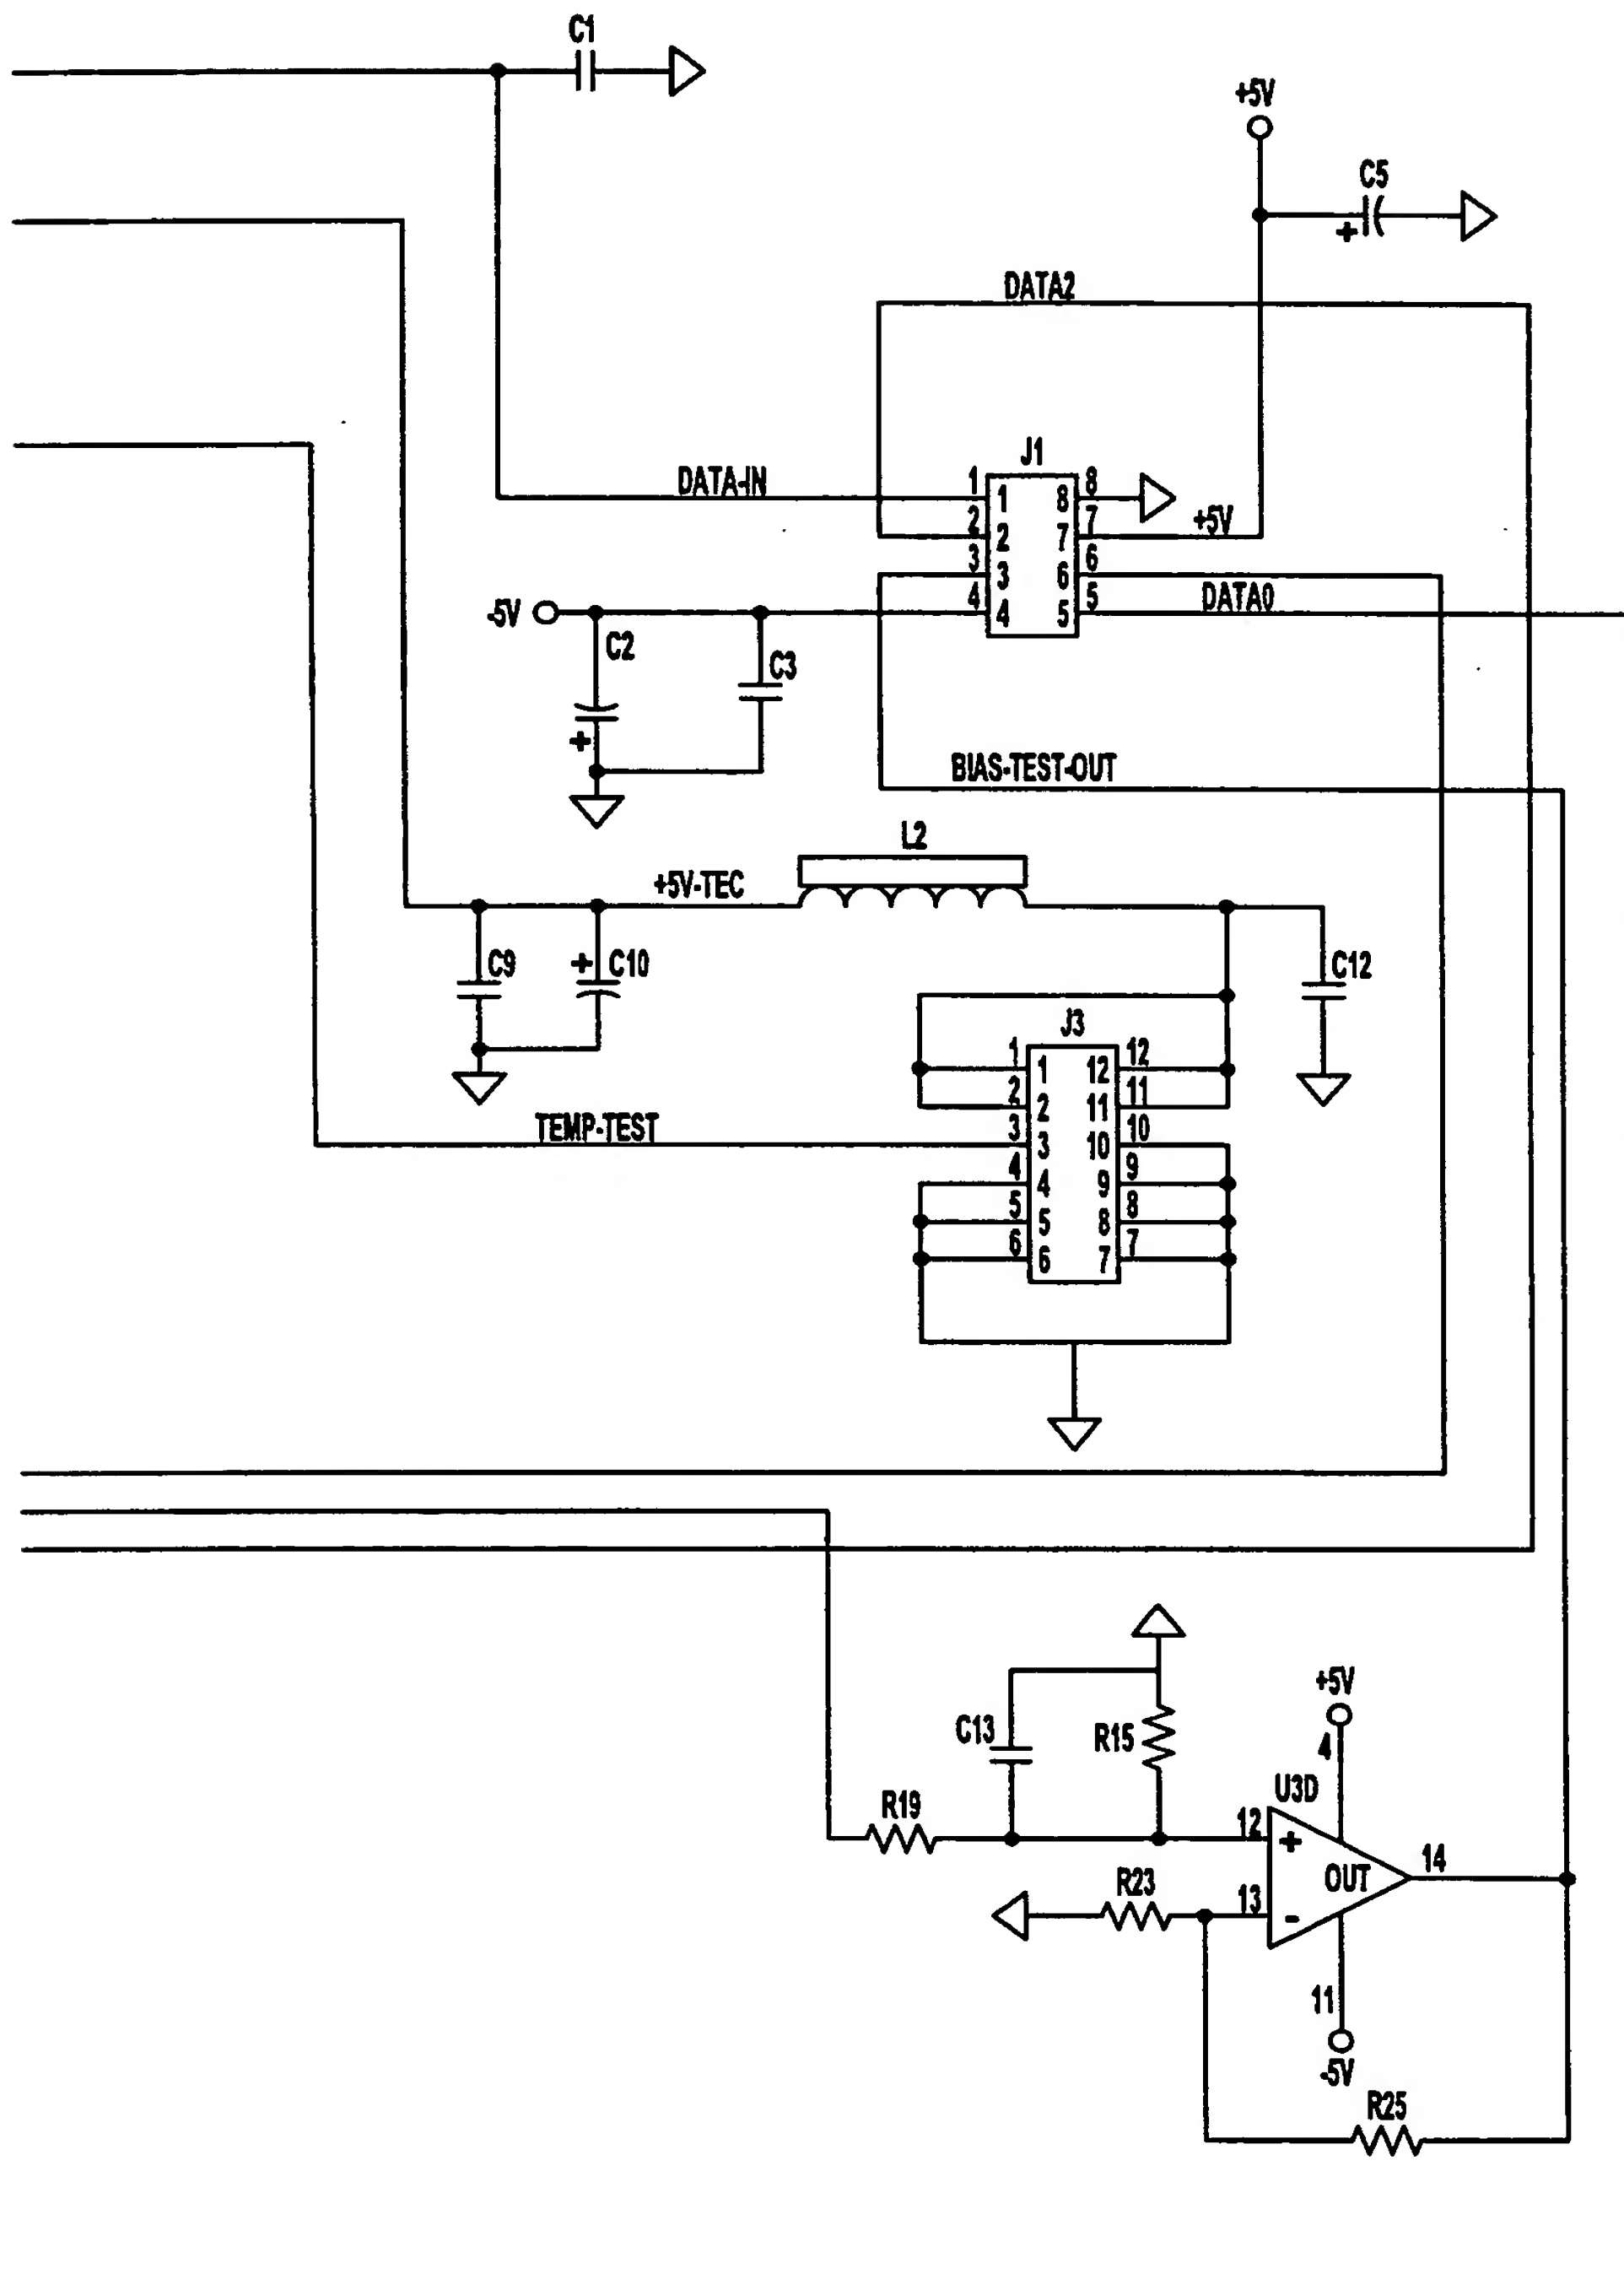 C1
+5V
C5
+
DATA2
J1
DATA-IN
1 1 8 8
2 2 7 7 +5V
3 3 6 6
-5V 4 4 5 5 DATA0
C2
C3
+
BIAS-TEST-OUT
L2
+5V-TEC
C9 + C10 C12
J3
1 1 12 12
2 2 11 11
TEMP-TEST 3 3 10 10
4 4 9 9
5 5 8 8
6 6 7 7
+5V
C13 R15 4
U3D
R19 12 +
OUT 14
R23 13 -
11
-5V
R25